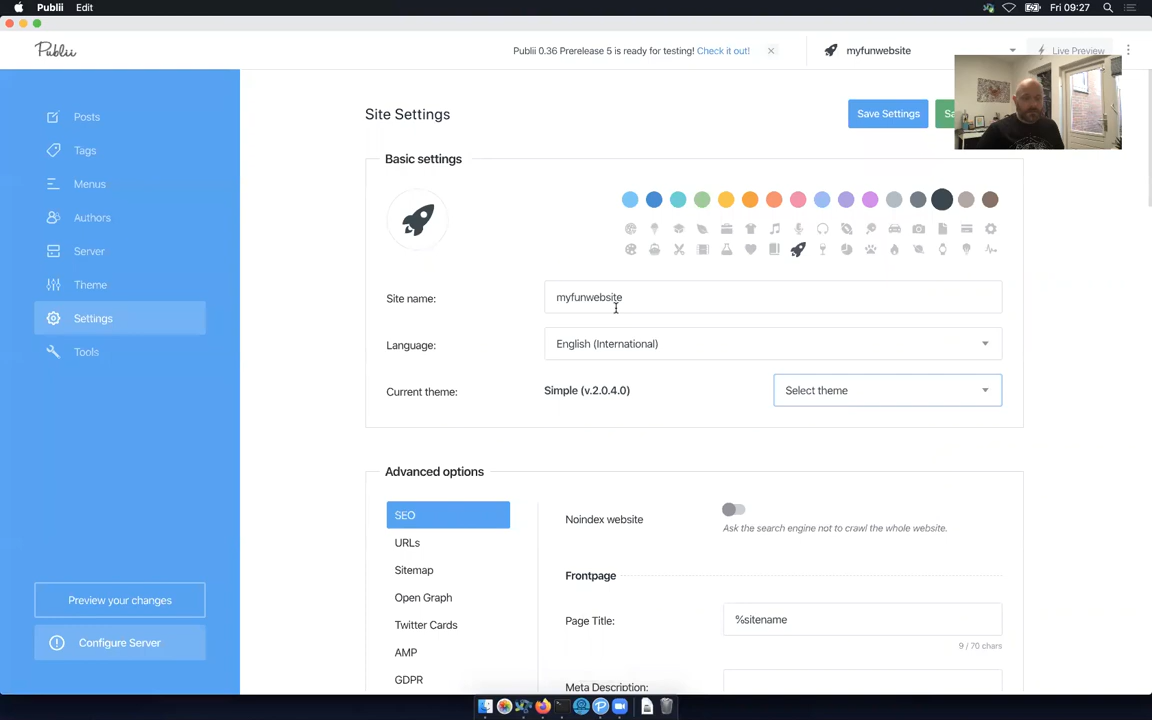 Publii Edit Fri 09:27
Publii
Publii 0.36 Prerelease 5 is ready for testing! Check it out!
myfunwebsite
Live Preview
Posts
Tags
Menus
Authors
Server
Theme
Settings
Tools
Preview your changes
Configure Server
Site Settings
Save Settings
Basic settings
Site name: myfunwebsite
Language: English (International)
Current theme: Simple (v.2.0.4.0) Select theme
Advanced options
SEO
URLs
Sitemap
Open Graph
Twitter Cards
AMP
GDPR
Noindex website
Ask the search engine not to crawl the whole website.
Frontpage
Page Title: %sitename
9 / 70 chars
Meta Description: